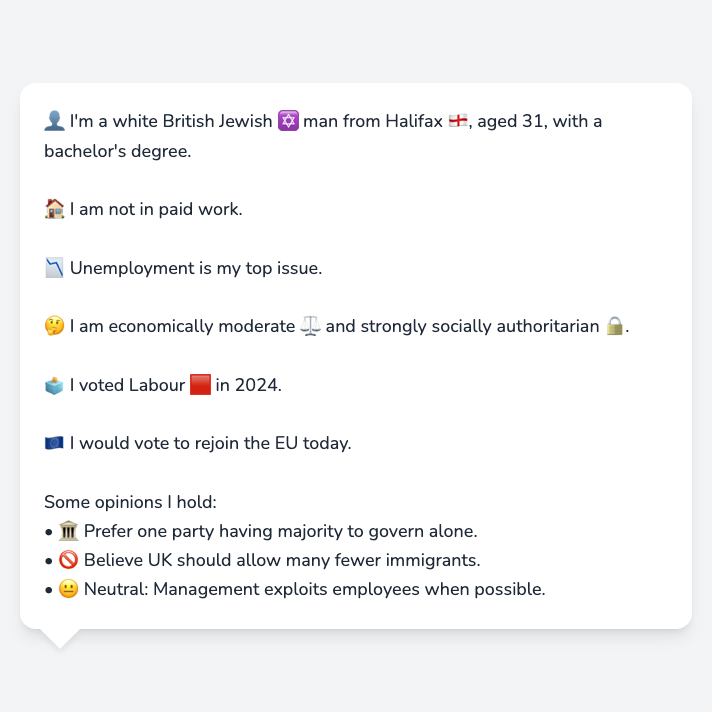 👤 I'm a white British Jewish ✡️ man from Halifax 🏴󠁧󠁢󠁥󠁮󠁧󠁿, aged 31, with a
bachelor's degree.
🏠 I am not in paid work.
📉 Unemployment is my top issue.
🤔 I am economically moderate ⚖️ and strongly socially authoritarian 🔒.
🗳️ I voted Labour 🟥 in 2024.
🇪🇺 I would vote to rejoin the EU today.
Some opinions I hold:
• 🏛️ Prefer one party having majority to govern alone.
• 🚫 Believe UK should allow many fewer immigrants.
• 😐 Neutral: Management exploits employees when possible.